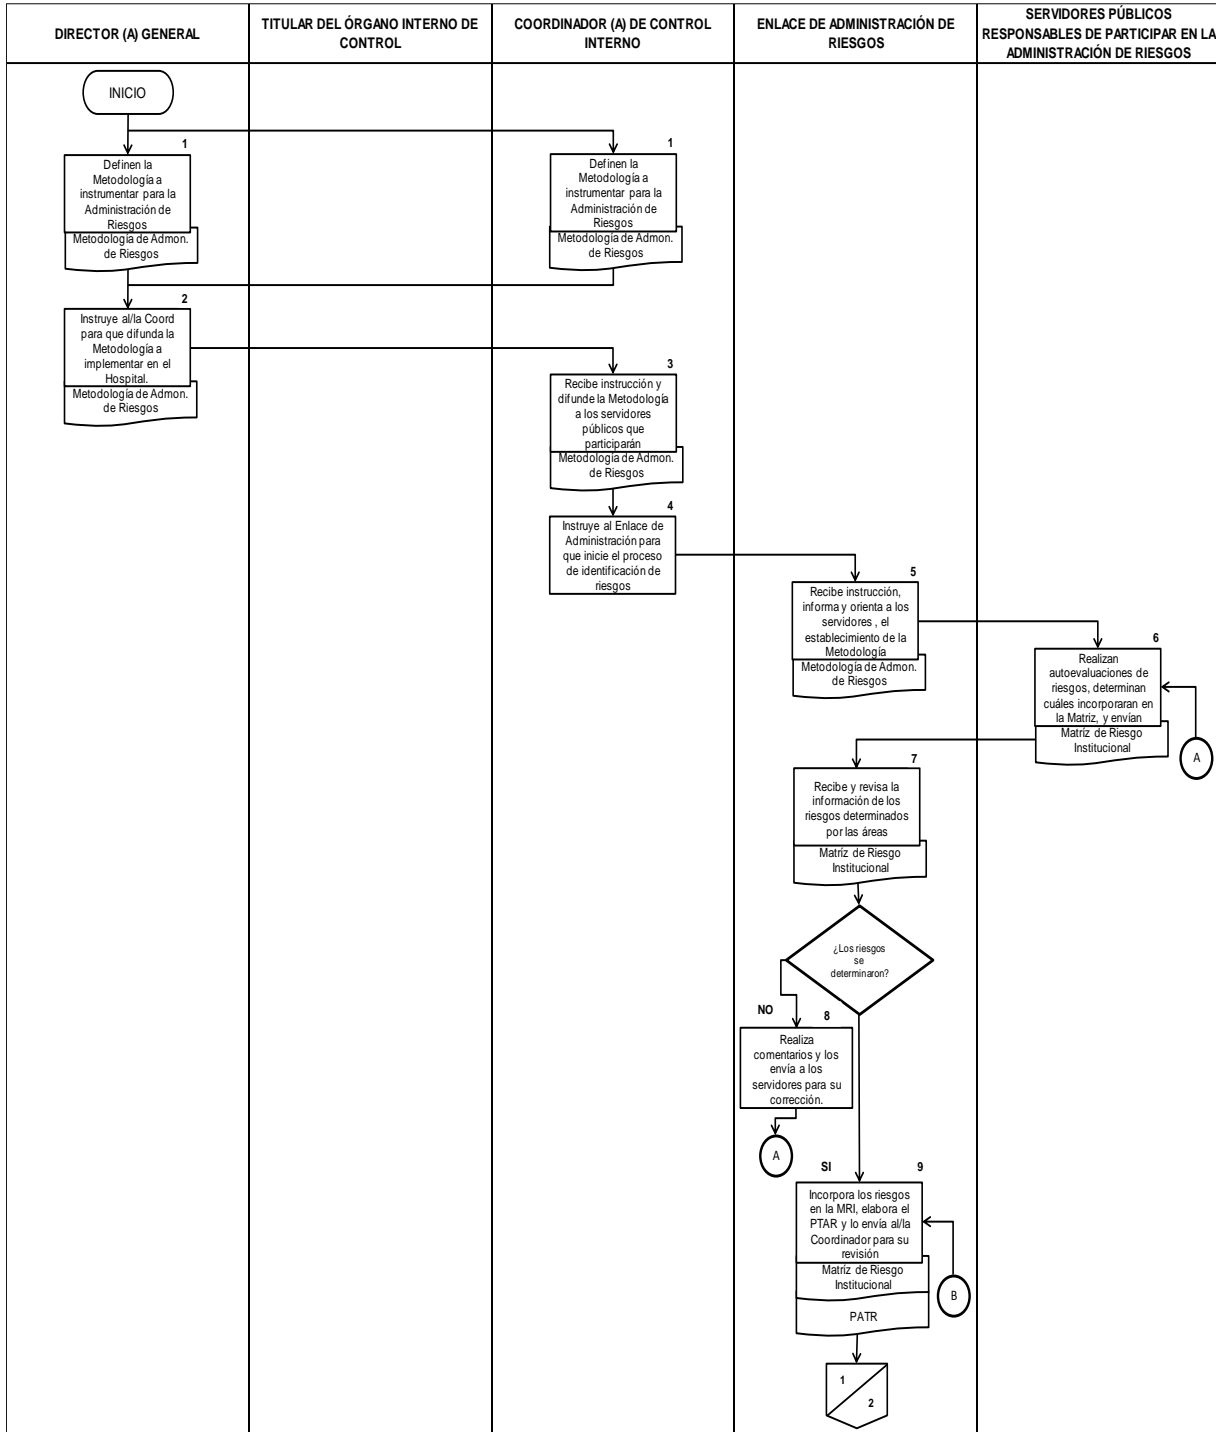 DIRECTOR (A) GENERAL
TITULAR DEL ÓRGANO INTERNO DE
CONTROL
COORDINADOR (A) DE CONTROL
INTERNO
ENLACE DE ADMINISTRACIÓN DE
RIESGOS
SERVIDORES PÚBLICOS
RESPONSABLES DE PARTICIPAR EN LA
ADMINISTRACIÓN DE RIESGOS
INICIO
1
Definen la
Metodología a
instrumentar para la
Administración de
Riesgos
Metodología de Admon.
de Riesgos
1
Definen la
Metodología a
instrumentar para la
Administración de
Riesgos
Metodología de Admon.
de Riesgos
2
Instruye al/la Coord
para que difunda la
Metodología a
implementar en el
Hospital.
Metodología de Admon.
de Riesgos
3
Recibe instrucción y
difunde la Metodología
a los servidores
públicos que
participarán
Metodología de Admon.
de Riesgos
4
Instruye al Enlace de
Administración para
que inicie el proceso
de identificación de
riesgos
5
Recibe instrucción,
informa y orienta a los
servidores , el
establecimiento de la
Metodología
Metodología de Admon.
de Riesgos
6
Realizan
autoevaluaciones de
riesgos, determinan
cuáles incorporaran en
la Matriz, y envían
Matríz de Riesgo
Institucional
A
7
Recibe y revisa la
información de los
riesgos determinados
por las áreas
Matríz de Riesgo
Institucional
¿Los riesgos
se
determinaron?
NO
8
Realiza
comentarios y los
envía a los
servidores para su
corrección.
A
SI
9
Incorpora los riesgos
en la MRI, elabora el
PTAR y lo envía al/la
Coordinador para su
revisión
Matríz de Riesgo
Institucional
PATR
B
1
2